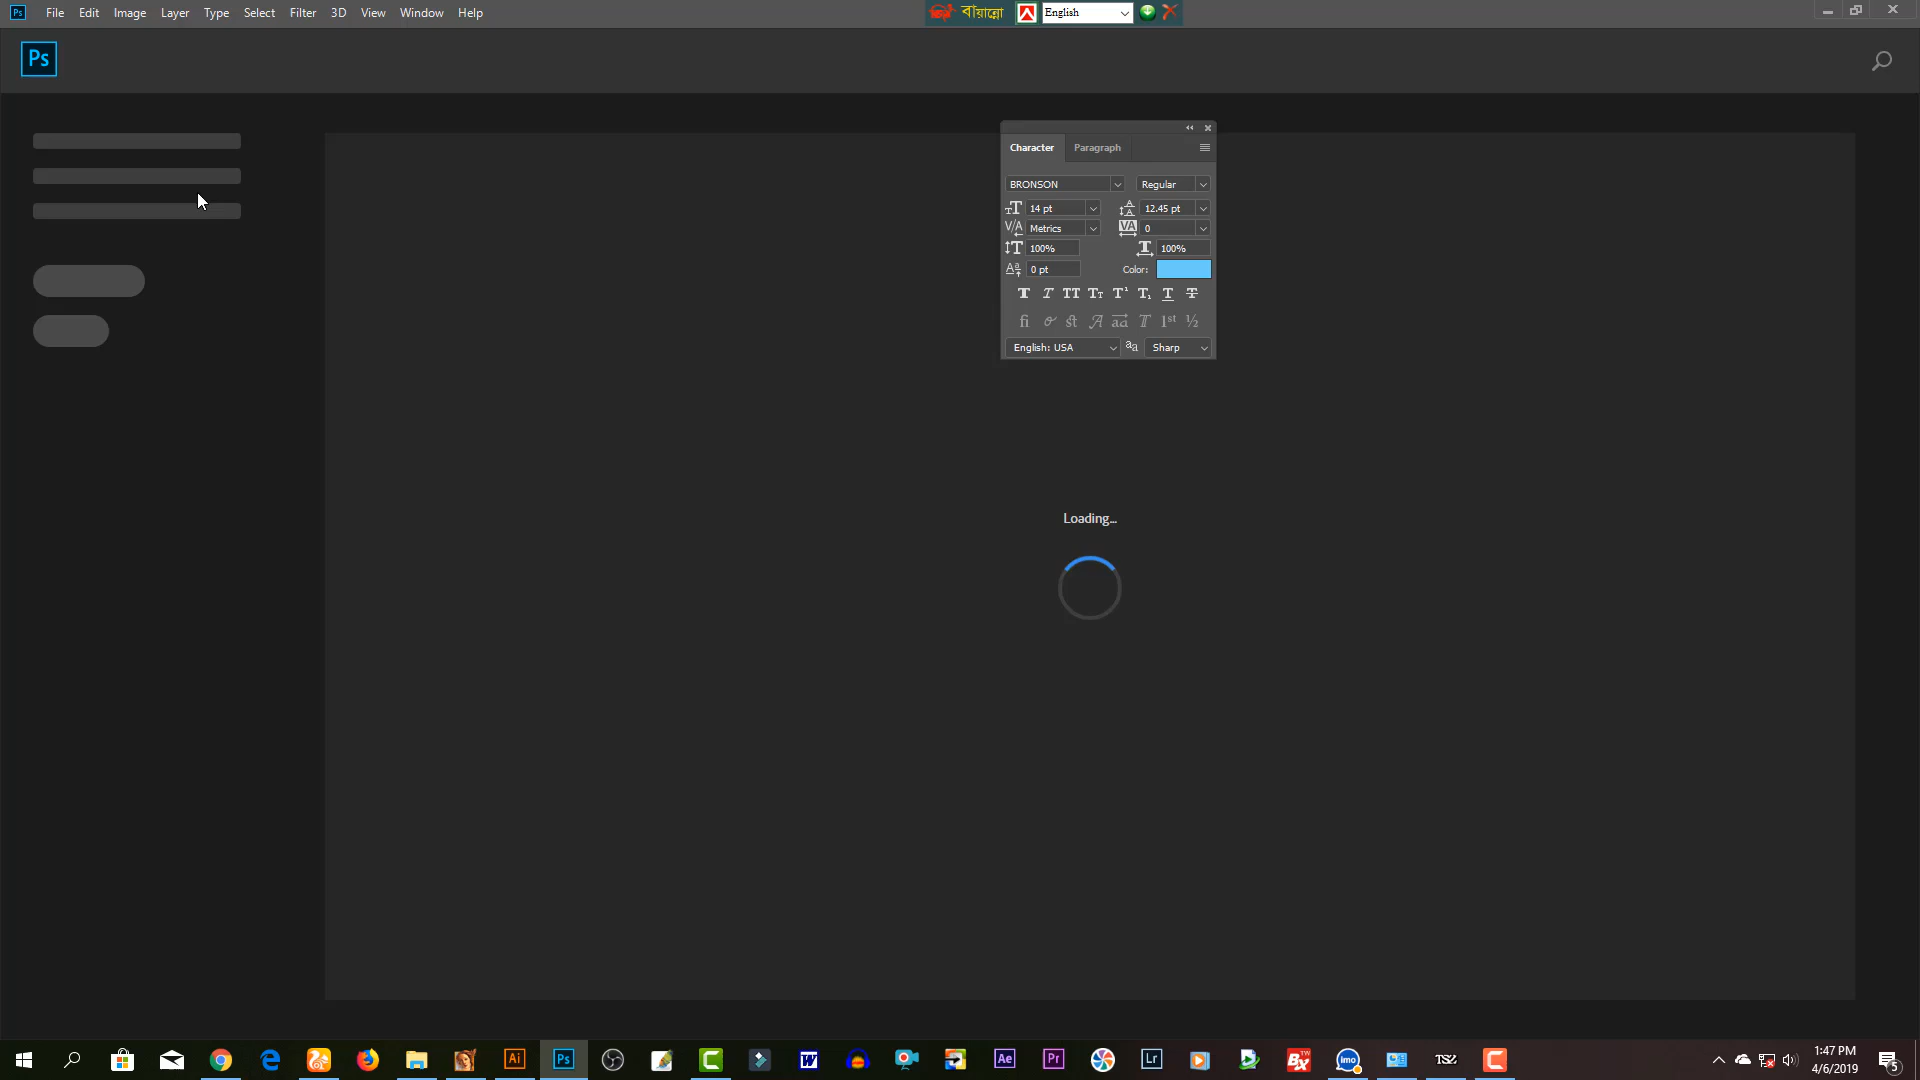 Ps File Edit Image Layer Type Select Filter 3D View Window Help
বায়ান্নো English
Ps
Character Paragraph
BRONSON Regular
14 pt 12.45 pt
Metrics 0
100% 100%
0 pt Color:
English: USA Sharp
Loading...
Ai Ps Ae Pr Lr
1:47 PM
4/6/2019
5